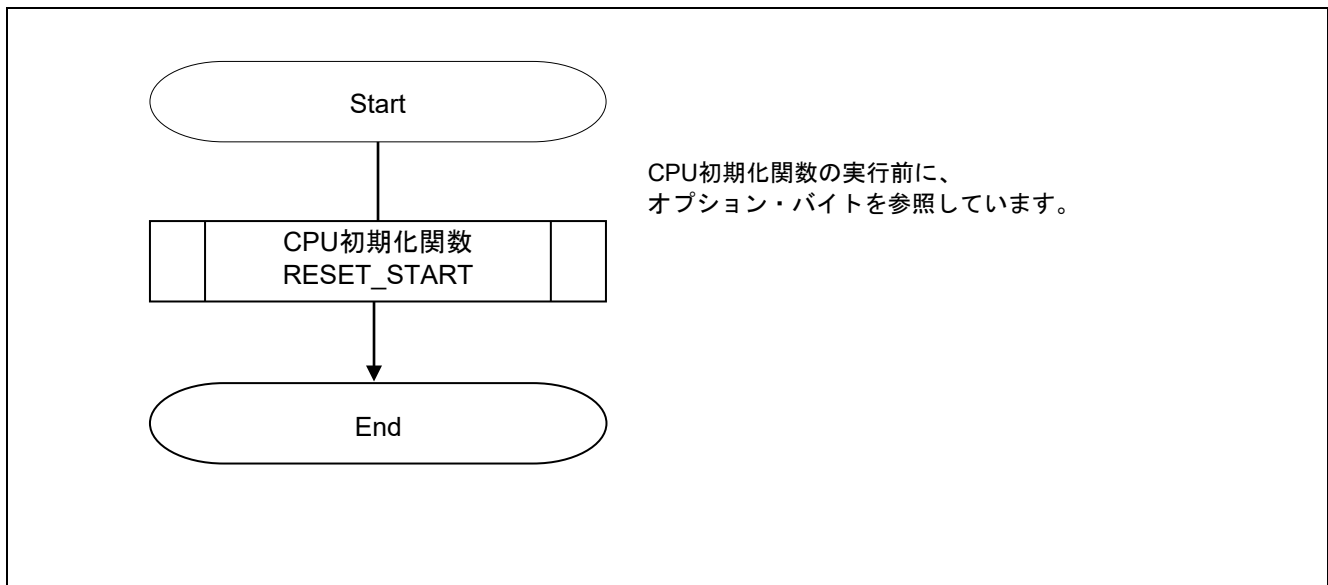 Start
CPU初期化関数の実行前に、
オプション・バイトを参照しています。
CPU初期化関数
RESET_START
End